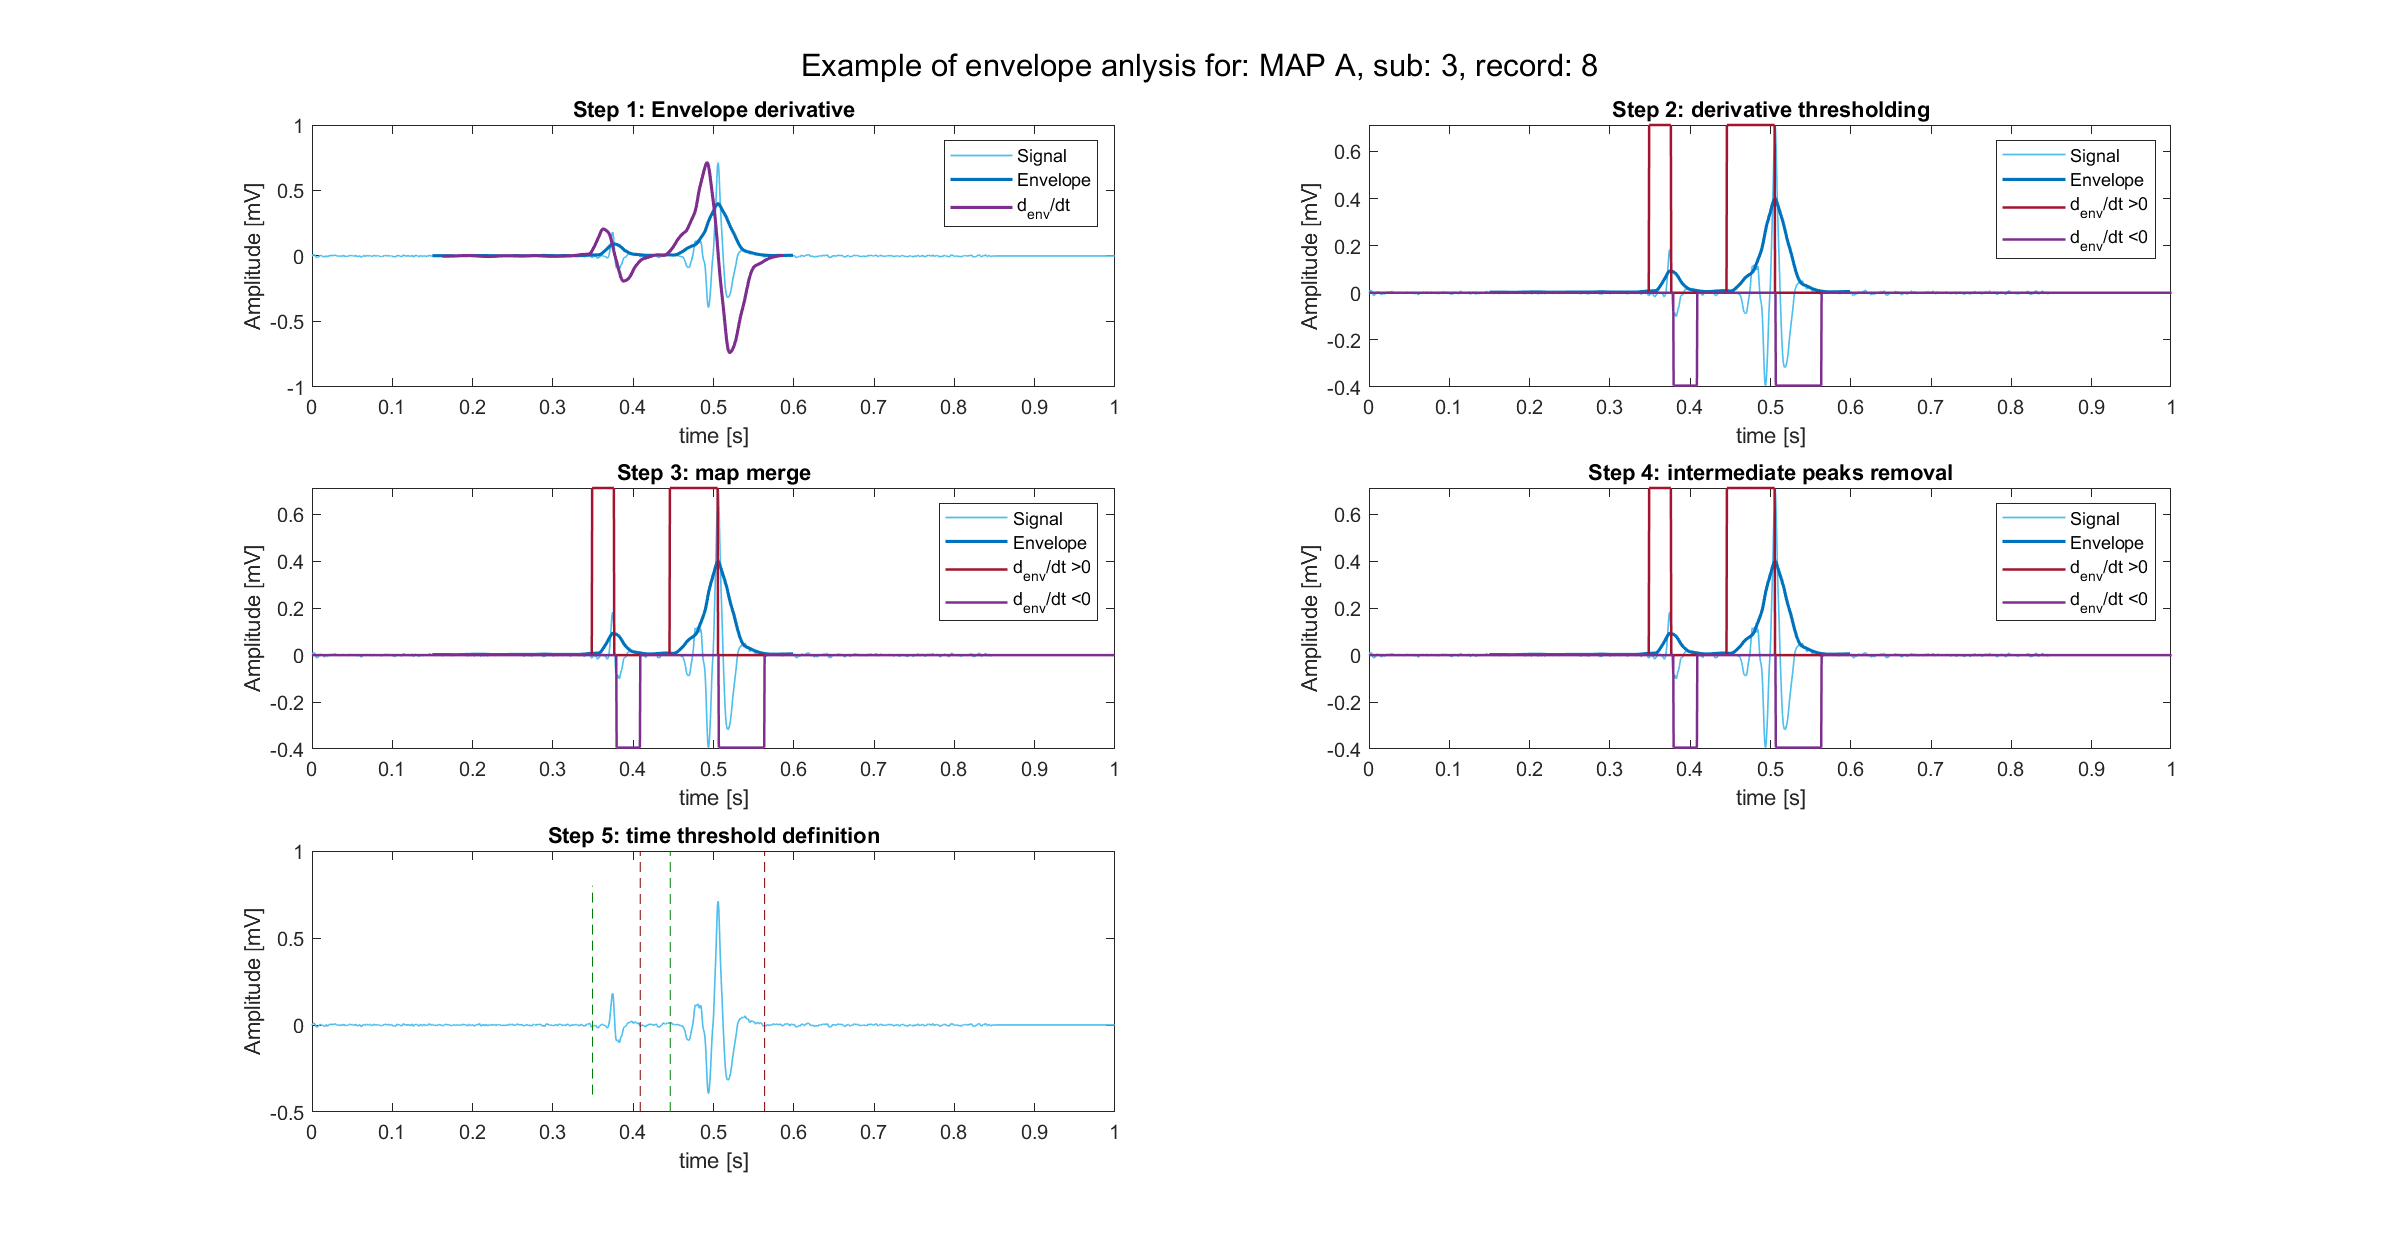 Example of envelope anlysis for: MAP A, sub: 3, record: 8
Step 1: Envelope derivative
Amplitude [mV]
1
0.5
0
-0.5
-1
Signal
Envelope
d_env/dt
0 0.1 0.2 0.3 0.4 0.5 0.6 0.7 0.8 0.9 1
time [s]
Step 2: derivative thresholding
Amplitude [mV]
0.6
0.4
0.2
0
-0.2
-0.4
Signal
Envelope
d_env/dt >0
d_env/dt <0
0 0.1 0.2 0.3 0.4 0.5 0.6 0.7 0.8 0.9 1
time [s]
Step 3: map merge
Amplitude [mV]
0.6
0.4
0.2
0
-0.2
-0.4
Signal
Envelope
d_env/dt >0
d_env/dt <0
0 0.1 0.2 0.3 0.4 0.5 0.6 0.7 0.8 0.9 1
time [s]
Step 4: intermediate peaks removal
Amplitude [mV]
0.6
0.4
0.2
0
-0.2
-0.4
Signal
Envelope
d_env/dt >0
d_env/dt <0
0 0.1 0.2 0.3 0.4 0.5 0.6 0.7 0.8 0.9 1
time [s]
Step 5: time threshold definition
Amplitude [mV]
1
0.5
0
-0.5
0 0.1 0.2 0.3 0.4 0.5 0.6 0.7 0.8 0.9 1
time [s]